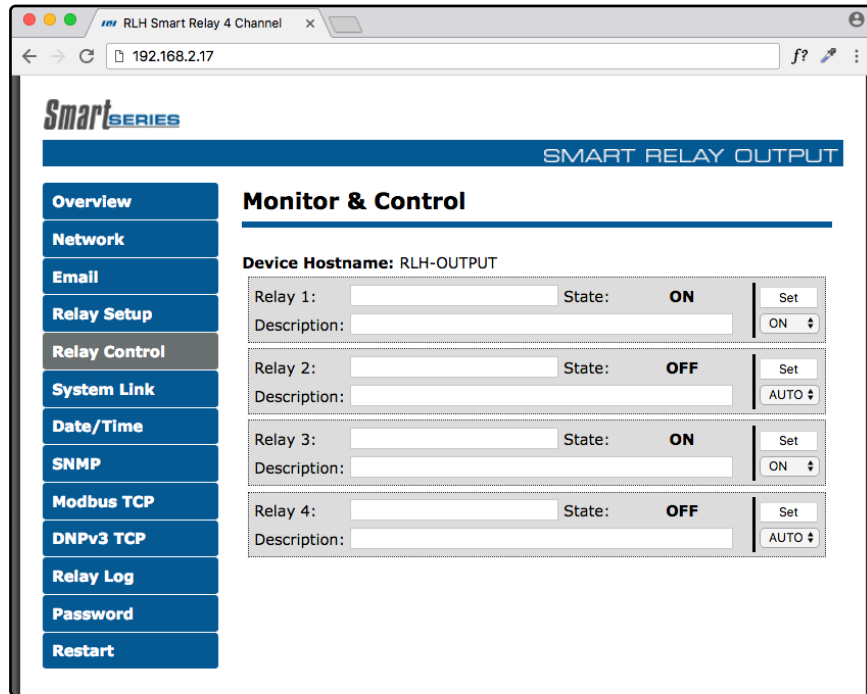 RLH Smart Relay 4 Channel
192.168.2.17
f?
Smart SERIES
SMART RELAY OUTPUT
Overview
Network
Email
Relay Setup
Relay Control
System Link
Date/Time
SNMP
Modbus TCP
DNPv3 TCP
Relay Log
Password
Restart
Monitor & Control
Device Hostname: RLH-OUTPUT
Relay 1: State: ON Set
Description: ON
Relay 2: State: OFF Set
Description: AUTO
Relay 3: State: ON Set
Description: ON
Relay 4: State: OFF Set
Description: AUTO